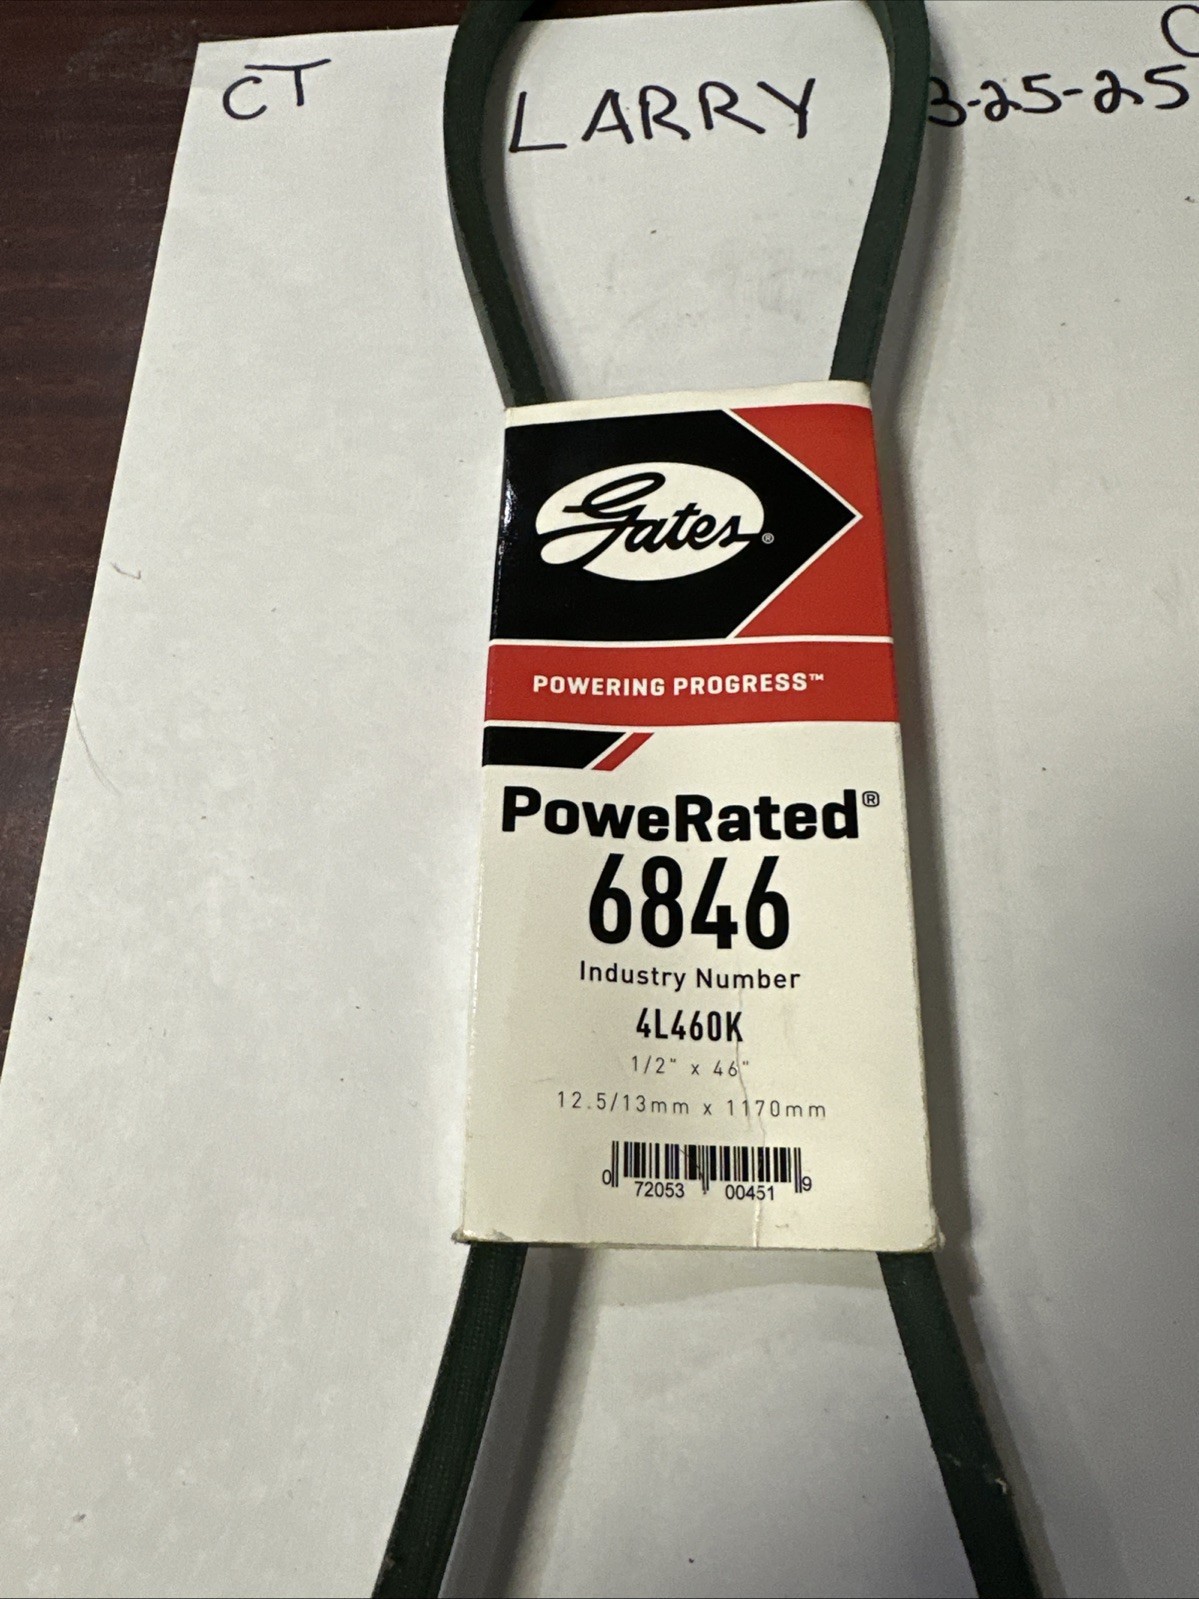 CT LARRY 3-25-25
Gates®
POWERING PROGRESS™
PoweRated®
6846
Industry Number
4L460K
1/2" x 46"
12.5/13mm x 1170mm
0 72053 00451 9